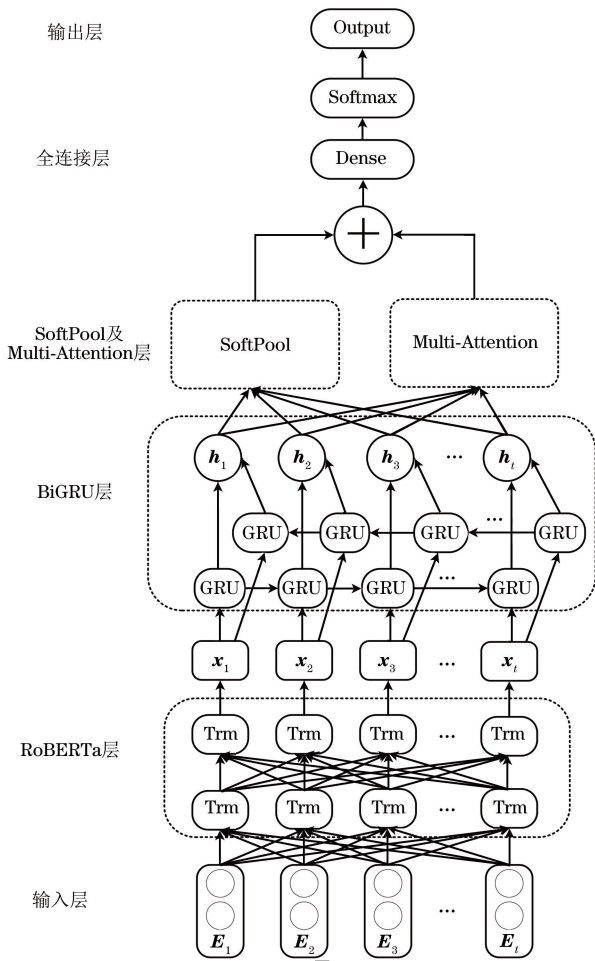 输出层 Output
Softmax
全连接层 Dense
+
SoftPool及
Multi-Attention层
SoftPool Multi-Attention
h₁ h₂ h₃ ... hₜ
BiGRU层
GRU GRU GRU ... GRU
GRU GRU GRU ... GRU
x₁ x₂ x₃ ... xₜ
RoBERTa层
Trm Trm Trm ... Trm
Trm Trm Trm ... Trm
输入层
E₁ E₂ E₃ ... Eₜ